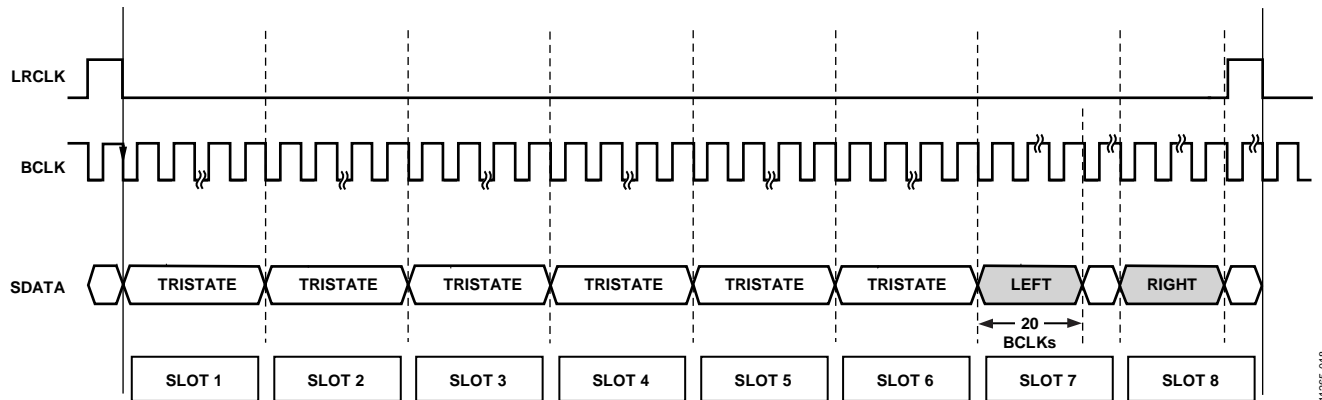 LRCLK
BCLK
SDATA
TRISTATE TRISTATE TRISTATE TRISTATE TRISTATE TRISTATE LEFT RIGHT
20
BCLKs
SLOT 1 SLOT 2 SLOT 3 SLOT 4 SLOT 5 SLOT 6 SLOT 7 SLOT 8